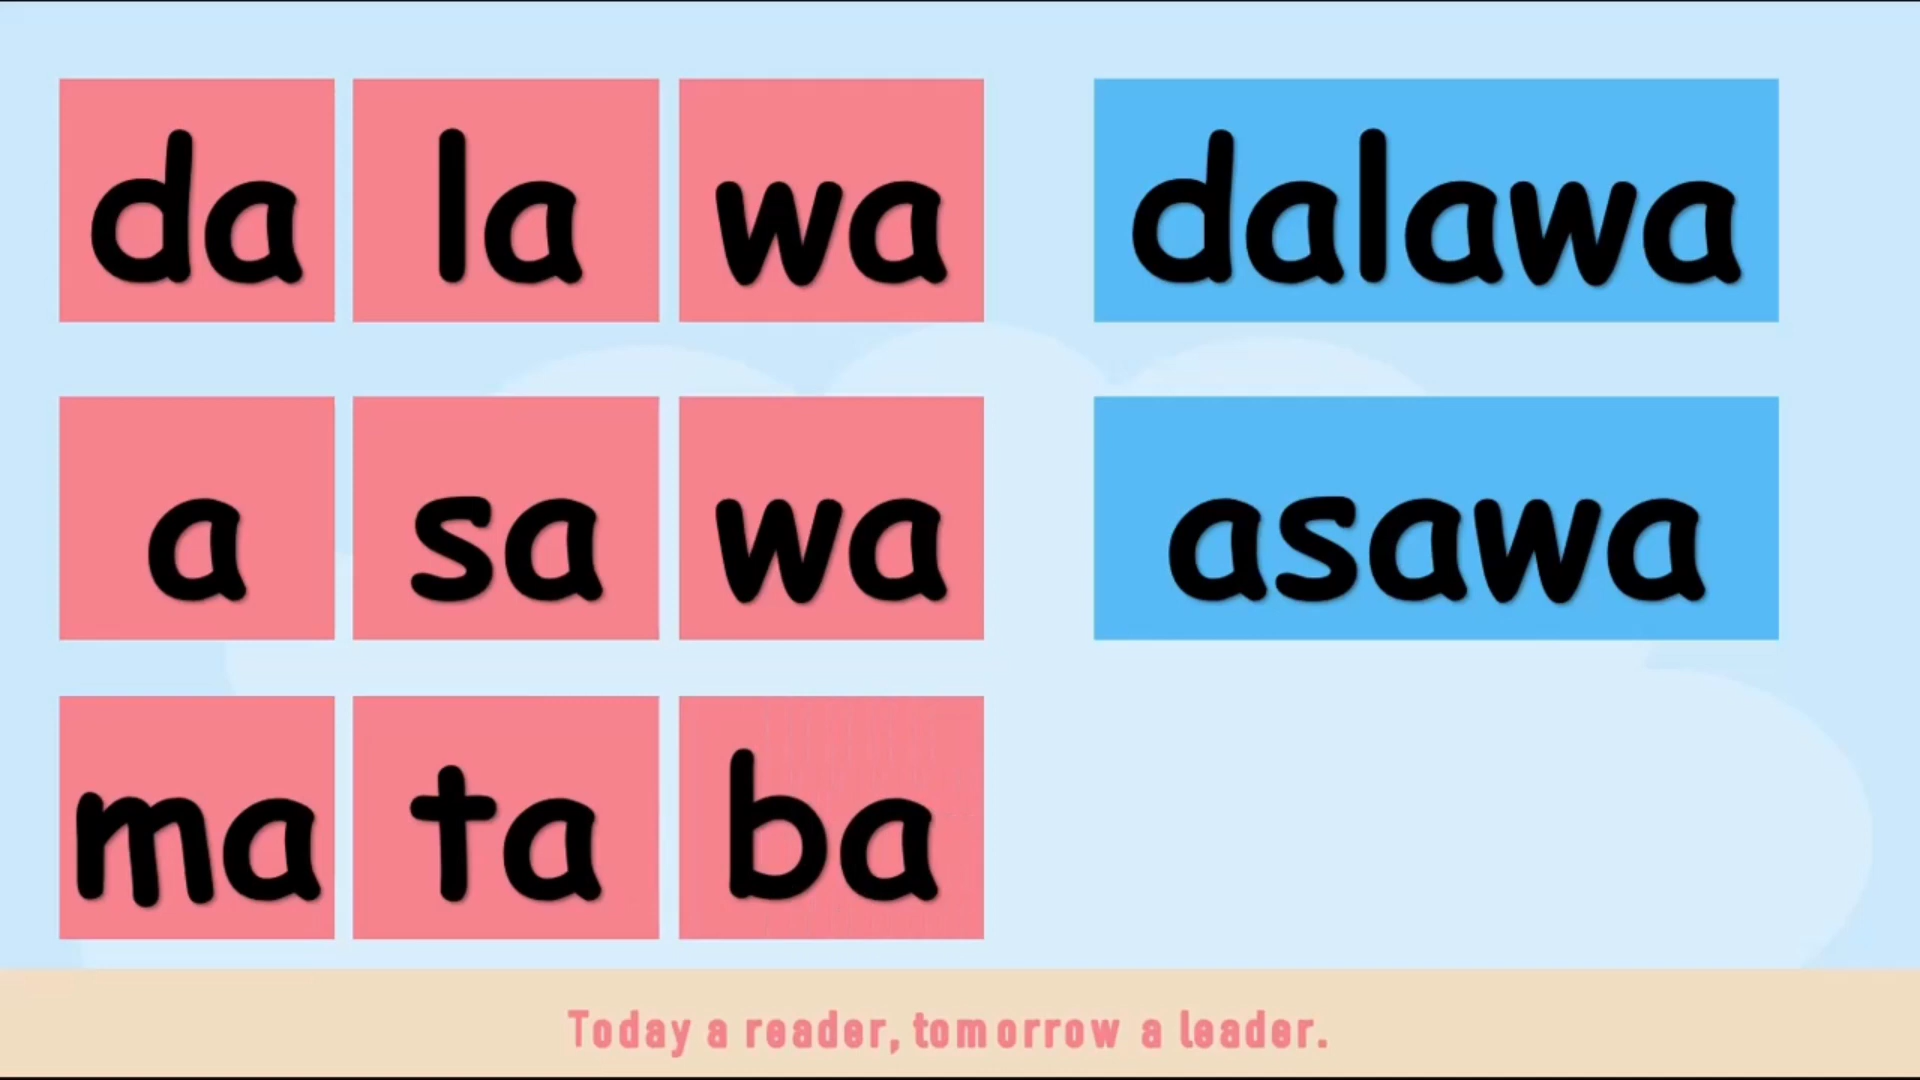 da la wa dalawa
a sa wa asawa
ma ta ba
Today a reader, tomorrow a leader.